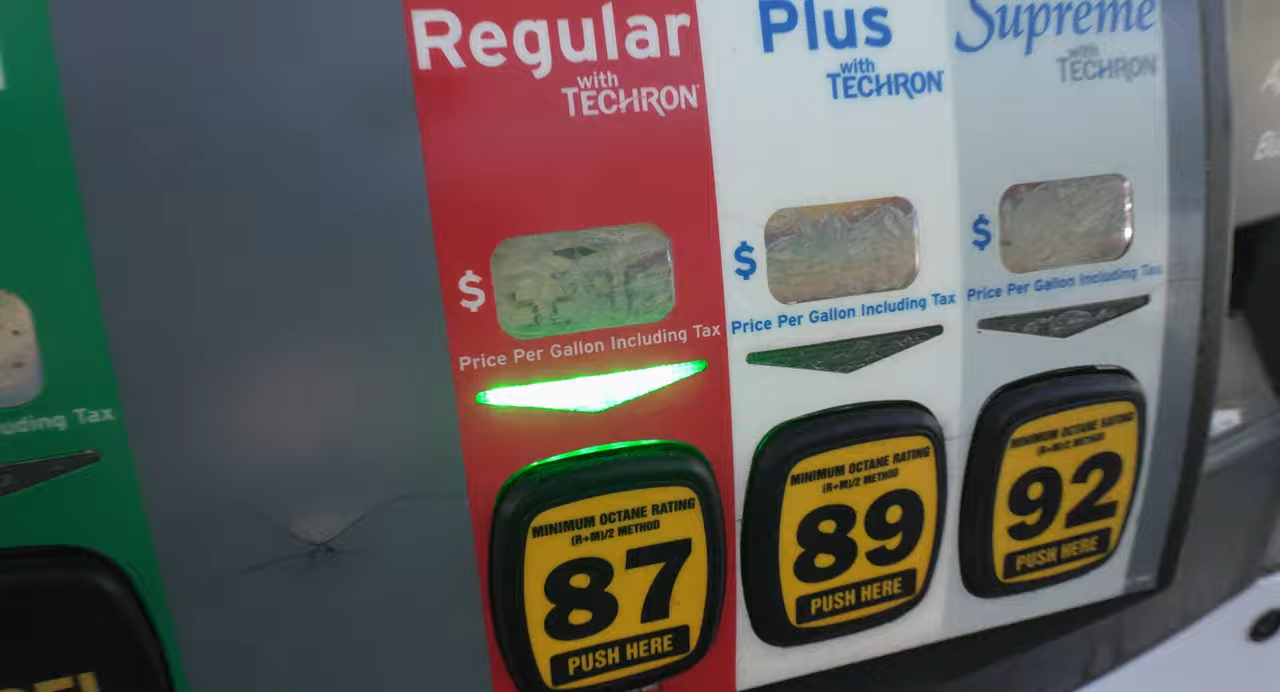 Regular
with
TECHRON
$
Price Per Gallon Including Tax
MINIMUM OCTANE RATING
(R+M)/2 METHOD
87
PUSH HERE
Plus
with
TECHRON
$
Price Per Gallon Including Tax
MINIMUM OCTANE RATING
(R+M)/2 METHOD
89
PUSH HERE
Supreme
with
TECHRON
$
Price Per Gallon Including Tax
MINIMUM OCTANE RATING
(R+M)/2 METHOD
92
PUSH HERE
Tax